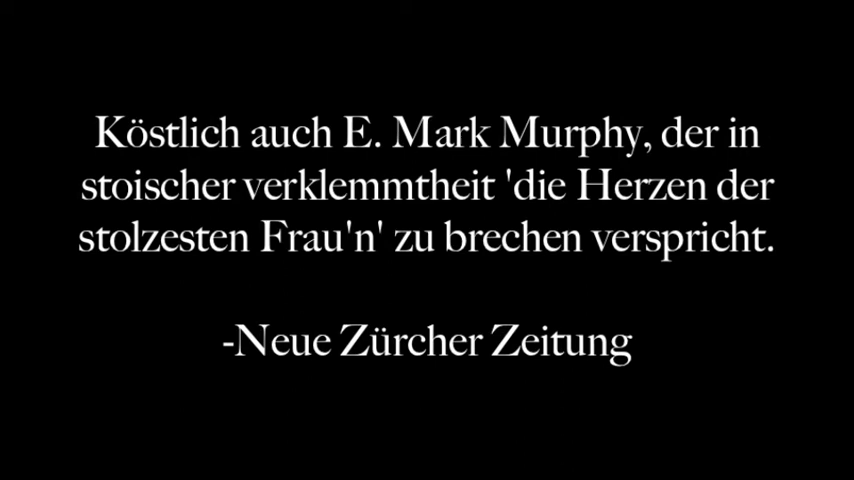 Köstlich auch E. Mark Murphy, der in
stoischer verklemmtheit 'die Herzen der
stolzesten Frau'n' zu brechen verspricht.
-Neue Zürcher Zeitung